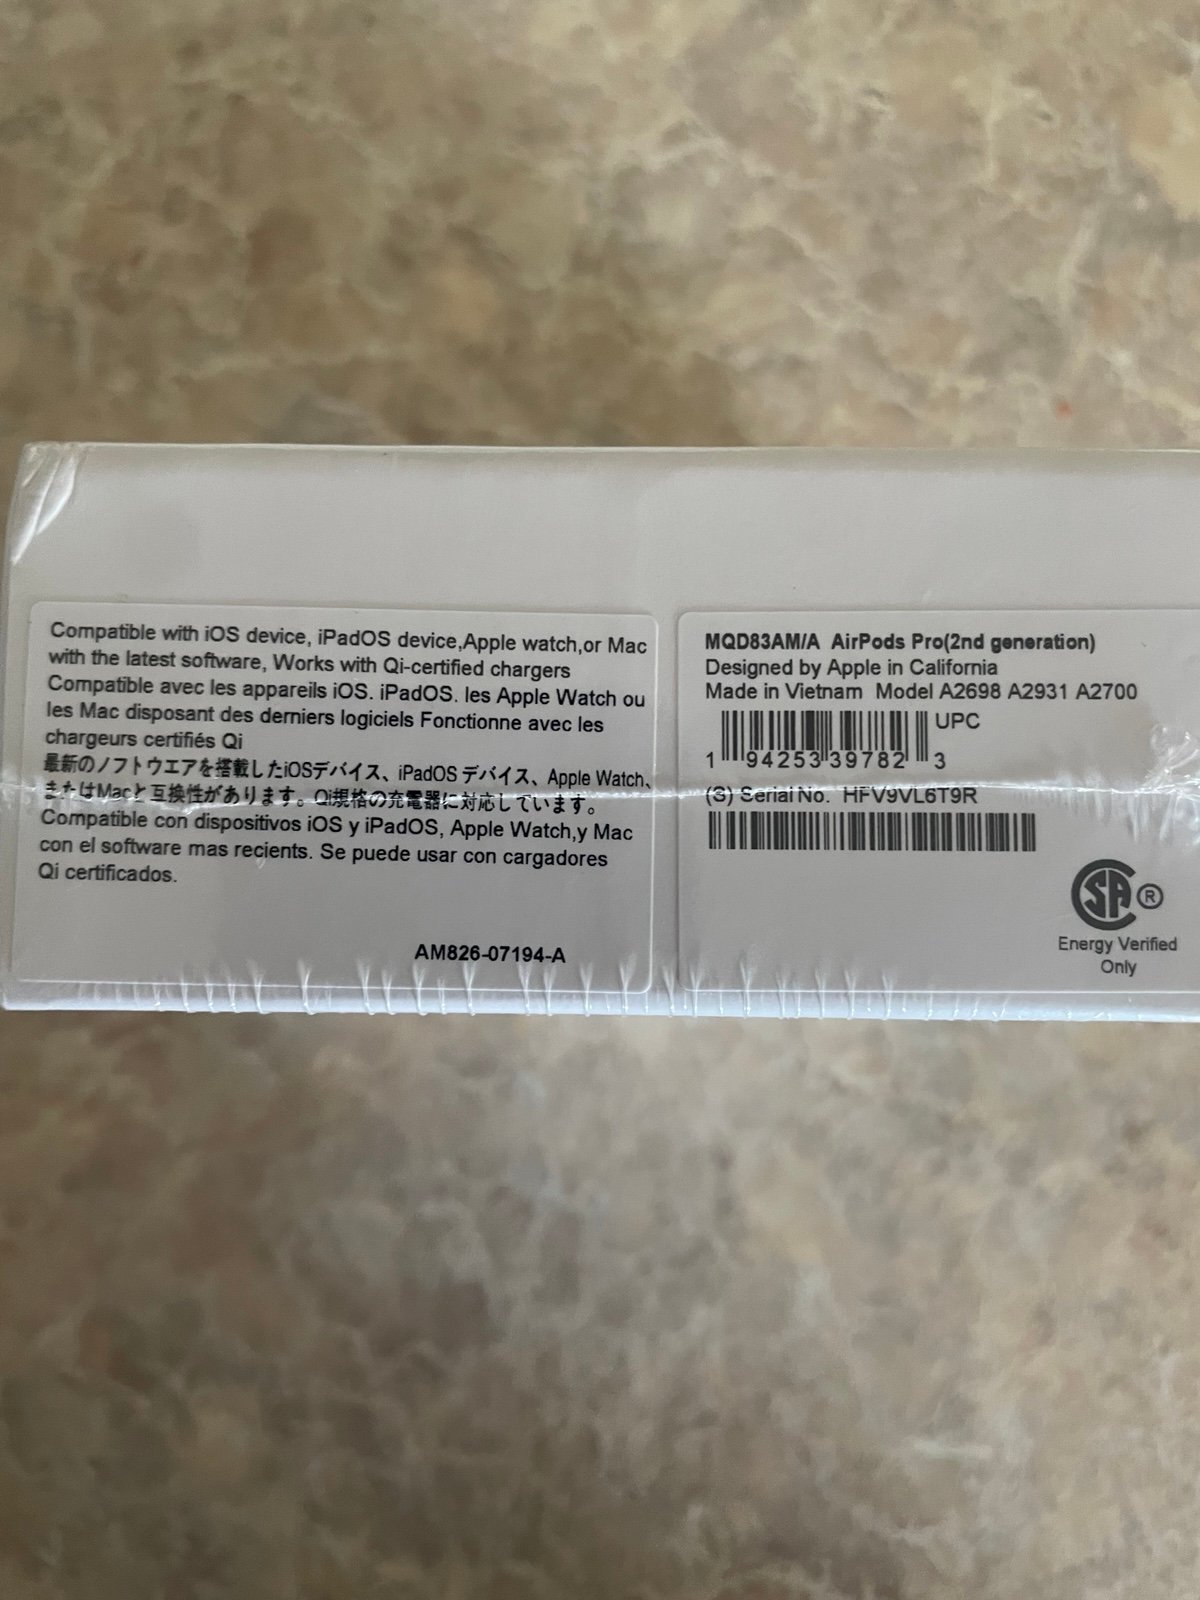 Compatible with iOS device, iPadOS device,Apple watch,or Mac
with the latest software, Works with Qi-certified chargers
Compatible avec les appareils iOS. iPadOS. les Apple Watch ou
les Mac disposant des derniers logiciels Fonctionne avec les
chargeurs certifiés Qi
最新のノフトウエアを搭載したiOSデバイス、iPadOS デバイス、Apple Watch、
またはMacと互換性があります。Qi規格の充電器に対応しています。
Compatible con dispositivos iOS y iPadOS, Apple Watch,y Mac
con el software mas recients. Se puede usar con cargadores
Qi certificados.
AM826-07194-A
MQD83AM/A AirPods Pro(2nd generation)
Designed by Apple in California
Made in Vietnam Model A2698 A2931 A2700
UPC
1 94253 39782 3
(S) Serial No. HFV9VL6T9R
SA ®
Energy Verified
Only